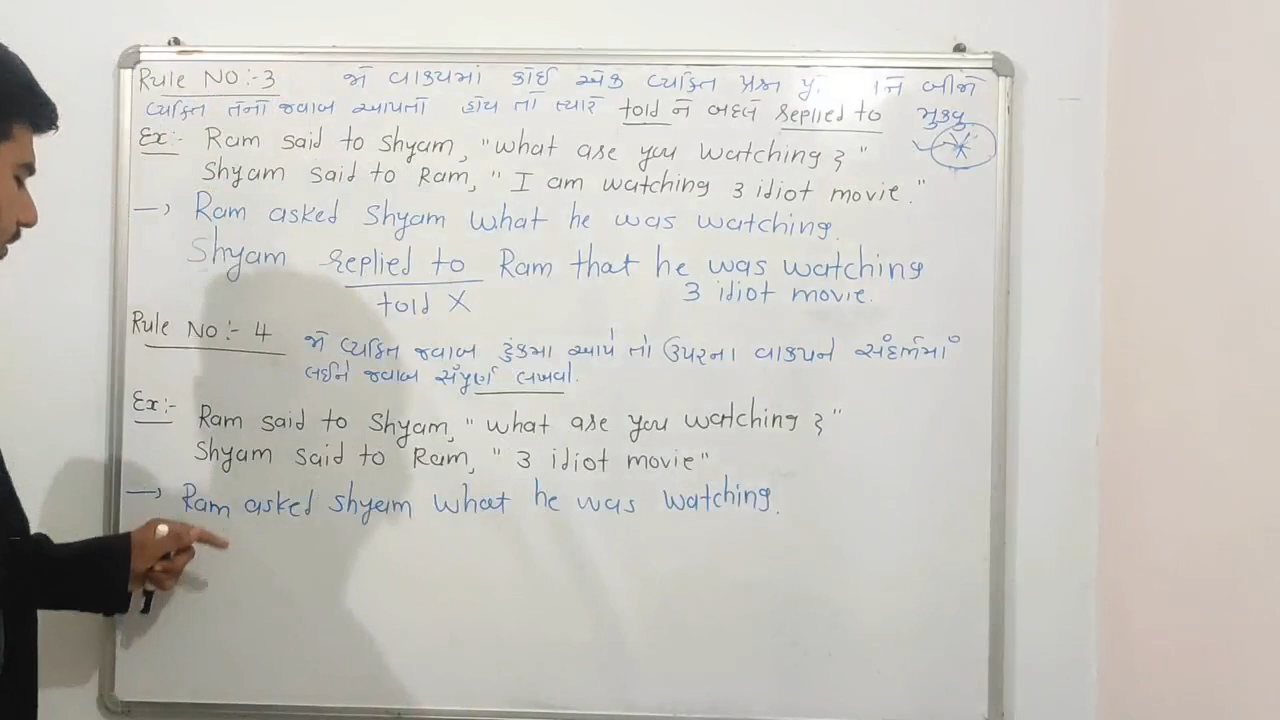 Rule NO:-3 જો વાકયમાં કોઈ એક વ્યકિત પ્રશ્ન પુ ને બીજી
વ્યકિત તેનો જવાબ આપતો હોય તો ત્યારે told ને બદલે replied to મુકવુ
Ex:- Ram said to Shyam, "what are you watching?"
Shyam said to Ram, "I am watching 3 idiot movie."
→ Ram asked Shyam what he was watching.
Shyam replied to Ram that he was watching
told X 3 idiot movie.
Rule NO:- 4 જો વ્યકિત જવાબ ટુંકમા આપે તો ઉપરના વાકયને સંદર્ભમાં
લઈને જવાબ સંપુર્ણ લખવો.
Ex:- Ram said to Shyam, "what are you watching?"
Shyam said to Ram, "3 idiot movie"
→ Ram asked shyam what he was watching.